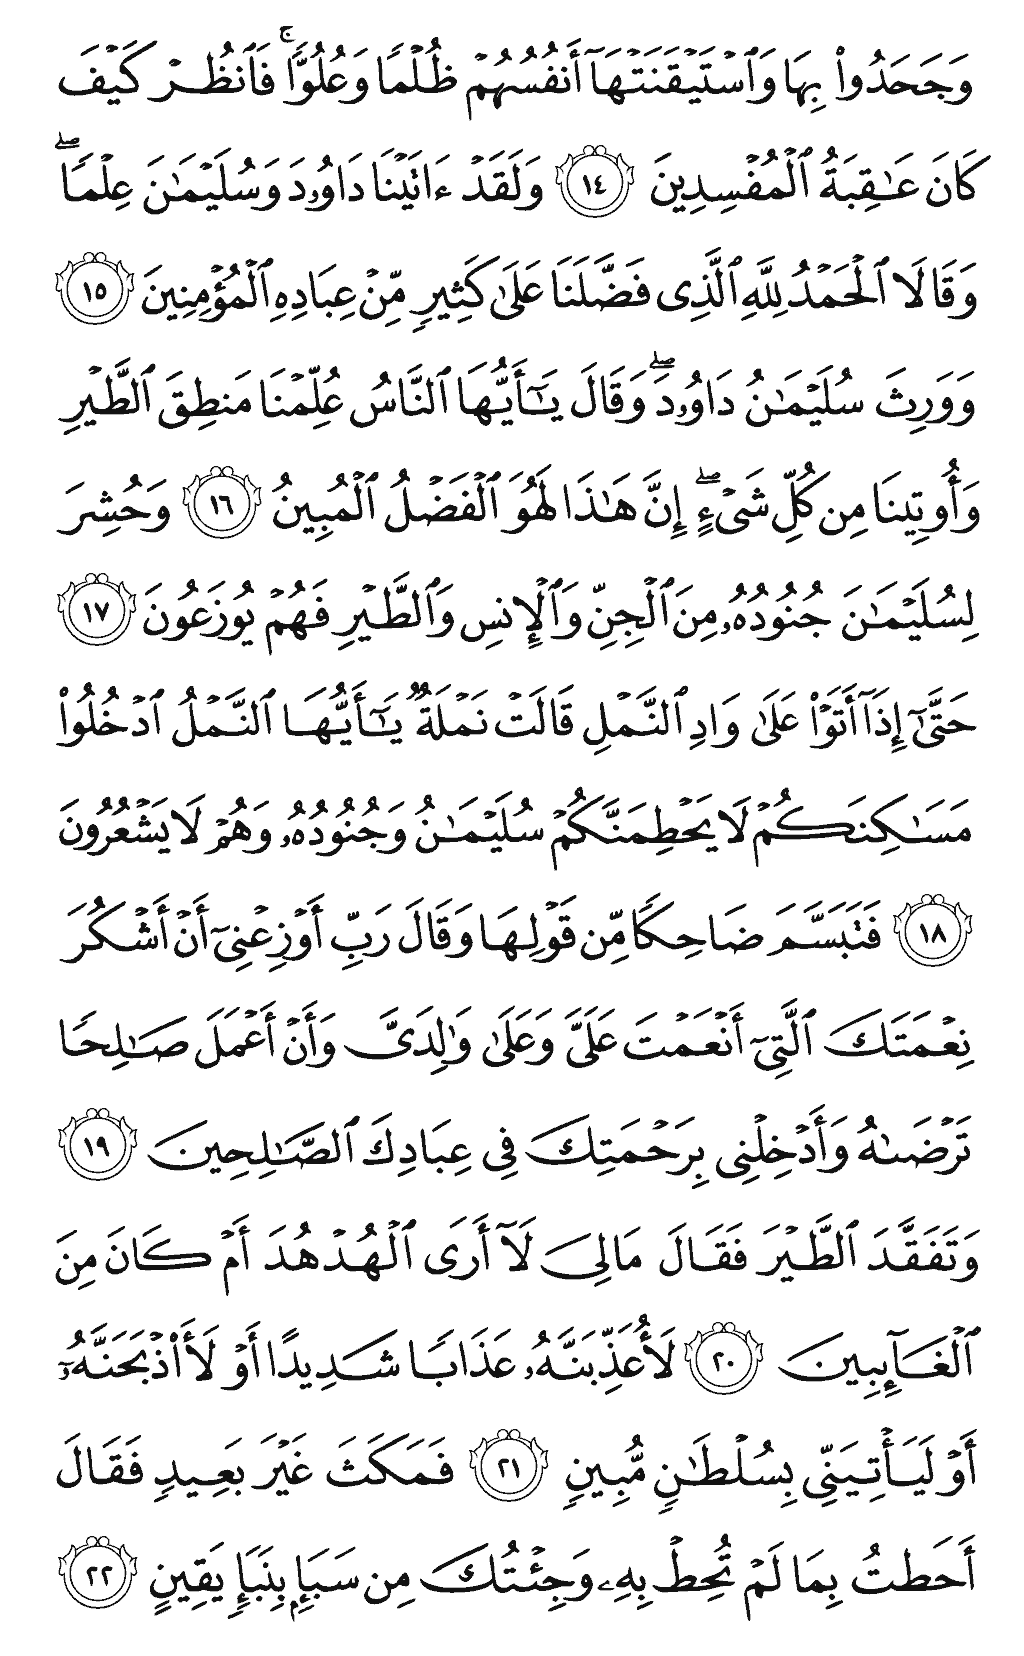 وَجَحَدُوا۟ بِهَا وَٱسْتَيْقَنَتْهَآ أَنفُسُهُمْ ظُلْمًا وَعُلُوًّا ۚ فَٱنظُرْ كَيْفَ
كَانَ عَـٰقِبَةُ ٱلْمُفْسِدِينَ ١٤ وَلَقَدْ ءَاتَيْنَا دَاوُۥدَ وَسُلَيْمَـٰنَ عِلْمًا ۖ
وَقَالَا ٱلْحَمْدُ لِلَّهِ ٱلَّذِى فَضَّلَنَا عَلَىٰ كَثِيرٍ مِّنْ عِبَادِهِ ٱلْمُؤْمِنِينَ ١٥
وَوَرِثَ سُلَيْمَـٰنُ دَاوُۥدَ ۖ وَقَالَ يَـٰٓأَيُّهَا ٱلنَّاسُ عُلِّمْنَا مَنطِقَ ٱلطَّيْرِ
وَأُوتِينَا مِن كُلِّ شَىْءٍ ۖ إِنَّ هَـٰذَا لَهُوَ ٱلْفَضْلُ ٱلْمُبِينُ ١٦ وَحُشِرَ
لِسُلَيْمَـٰنَ جُنُودُهُۥ مِنَ ٱلْجِنِّ وَٱلْإِنسِ وَٱلطَّيْرِ فَهُمْ يُوزَعُونَ ١٧
حَتَّىٰٓ إِذَآ أَتَوْا۟ عَلَىٰ وَادِ ٱلنَّمْلِ قَالَتْ نَمْلَةٌ يَـٰٓأَيُّهَا ٱلنَّمْلُ ٱدْخُلُوا۟
مَسَـٰكِنَكُمْ لَا يَحْطِمَنَّكُمْ سُلَيْمَـٰنُ وَجُنُودُهُۥ وَهُمْ لَا يَشْعُرُونَ
١٨ فَتَبَسَّمَ ضَاحِكًا مِّن قَوْلِهَا وَقَالَ رَبِّ أَوْزِعْنِىٓ أَنْ أَشْكُرَ
نِعْمَتَكَ ٱلَّتِىٓ أَنْعَمْتَ عَلَىَّ وَعَلَىٰ وَٰلِدَىَّ وَأَنْ أَعْمَلَ صَـٰلِحًا
تَرْضَىٰهُ وَأَدْخِلْنِى بِرَحْمَتِكَ فِى عِبَادِكَ ٱلصَّـٰلِحِينَ ١٩
وَتَفَقَّدَ ٱلطَّيْرَ فَقَالَ مَالِىَ لَآ أَرَى ٱلْهُدْهُدَ أَمْ كَانَ مِنَ
ٱلْغَآئِبِينَ ٢٠ لَأُعَذِّبَنَّهُۥ عَذَابًا شَدِيدًا أَوْ لَأَا۟ذْبَحَنَّهُۥٓ
أَوْ لَيَأْتِيَنِّى بِسُلْطَـٰنٍ مُّبِينٍ ٢١ فَمَكَثَ غَيْرَ بَعِيدٍ فَقَالَ
أَحَطتُ بِمَا لَمْ تُحِطْ بِهِۦ وَجِئْتُكَ مِن سَبَإٍۭ بِنَبَإٍ يَقِينٍ ٢٢